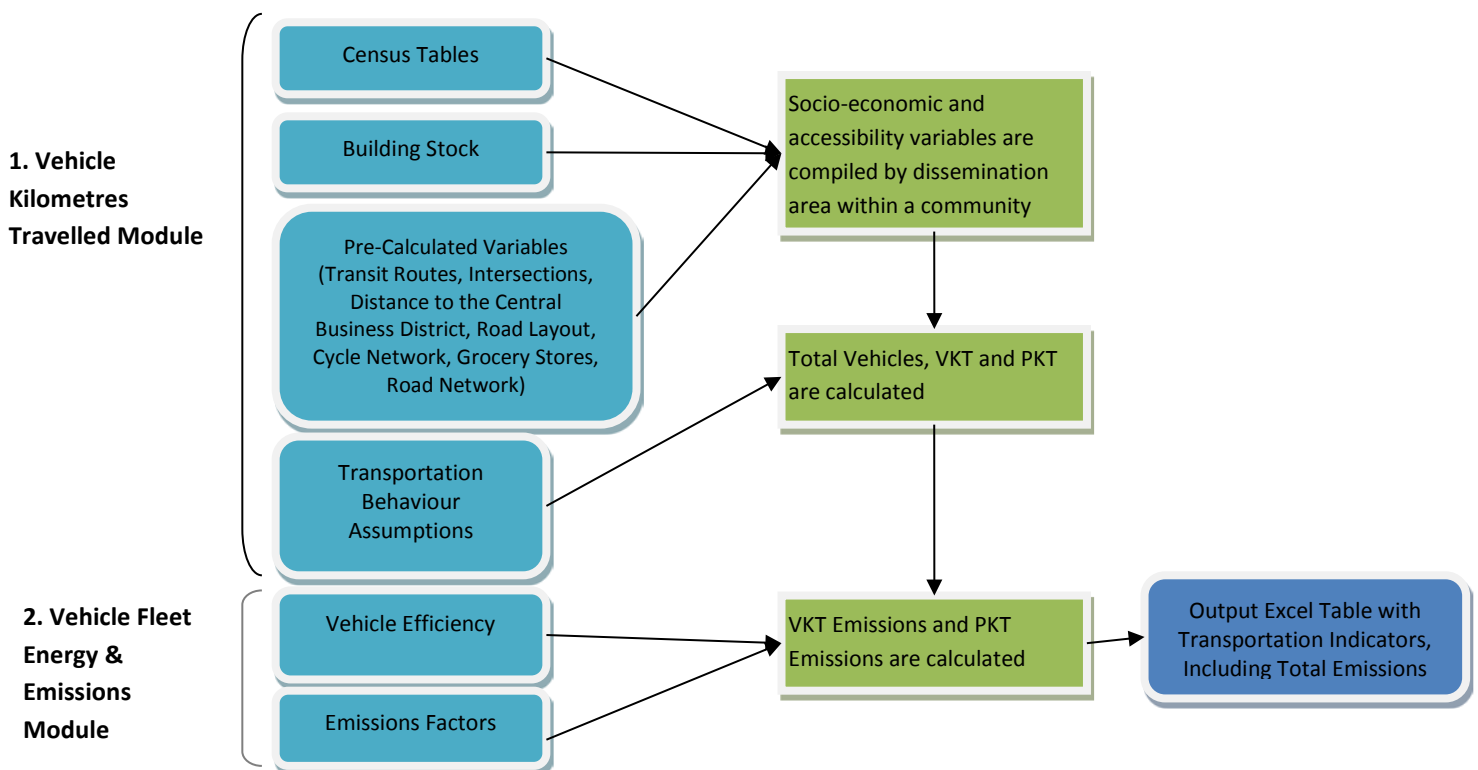 1. Vehicle
Kilometres
Travelled Module
Census Tables
Building Stock
Pre-Calculated Variables
(Transit Routes, Intersections,
Distance to the Central
Business District, Road Layout,
Cycle Network, Grocery Stores,
Road Network)
Transportation
Behaviour
Assumptions
Socio-economic and
accessibility variables are
compiled by dissemination
area within a community
Total Vehicles, VKT and PKT
are calculated
2. Vehicle Fleet
Energy &
Emissions
Module
Vehicle Efficiency
Emissions Factors
VKT Emissions and PKT
Emissions are calculated
Output Excel Table with
Transportation Indicators,
Including Total Emissions